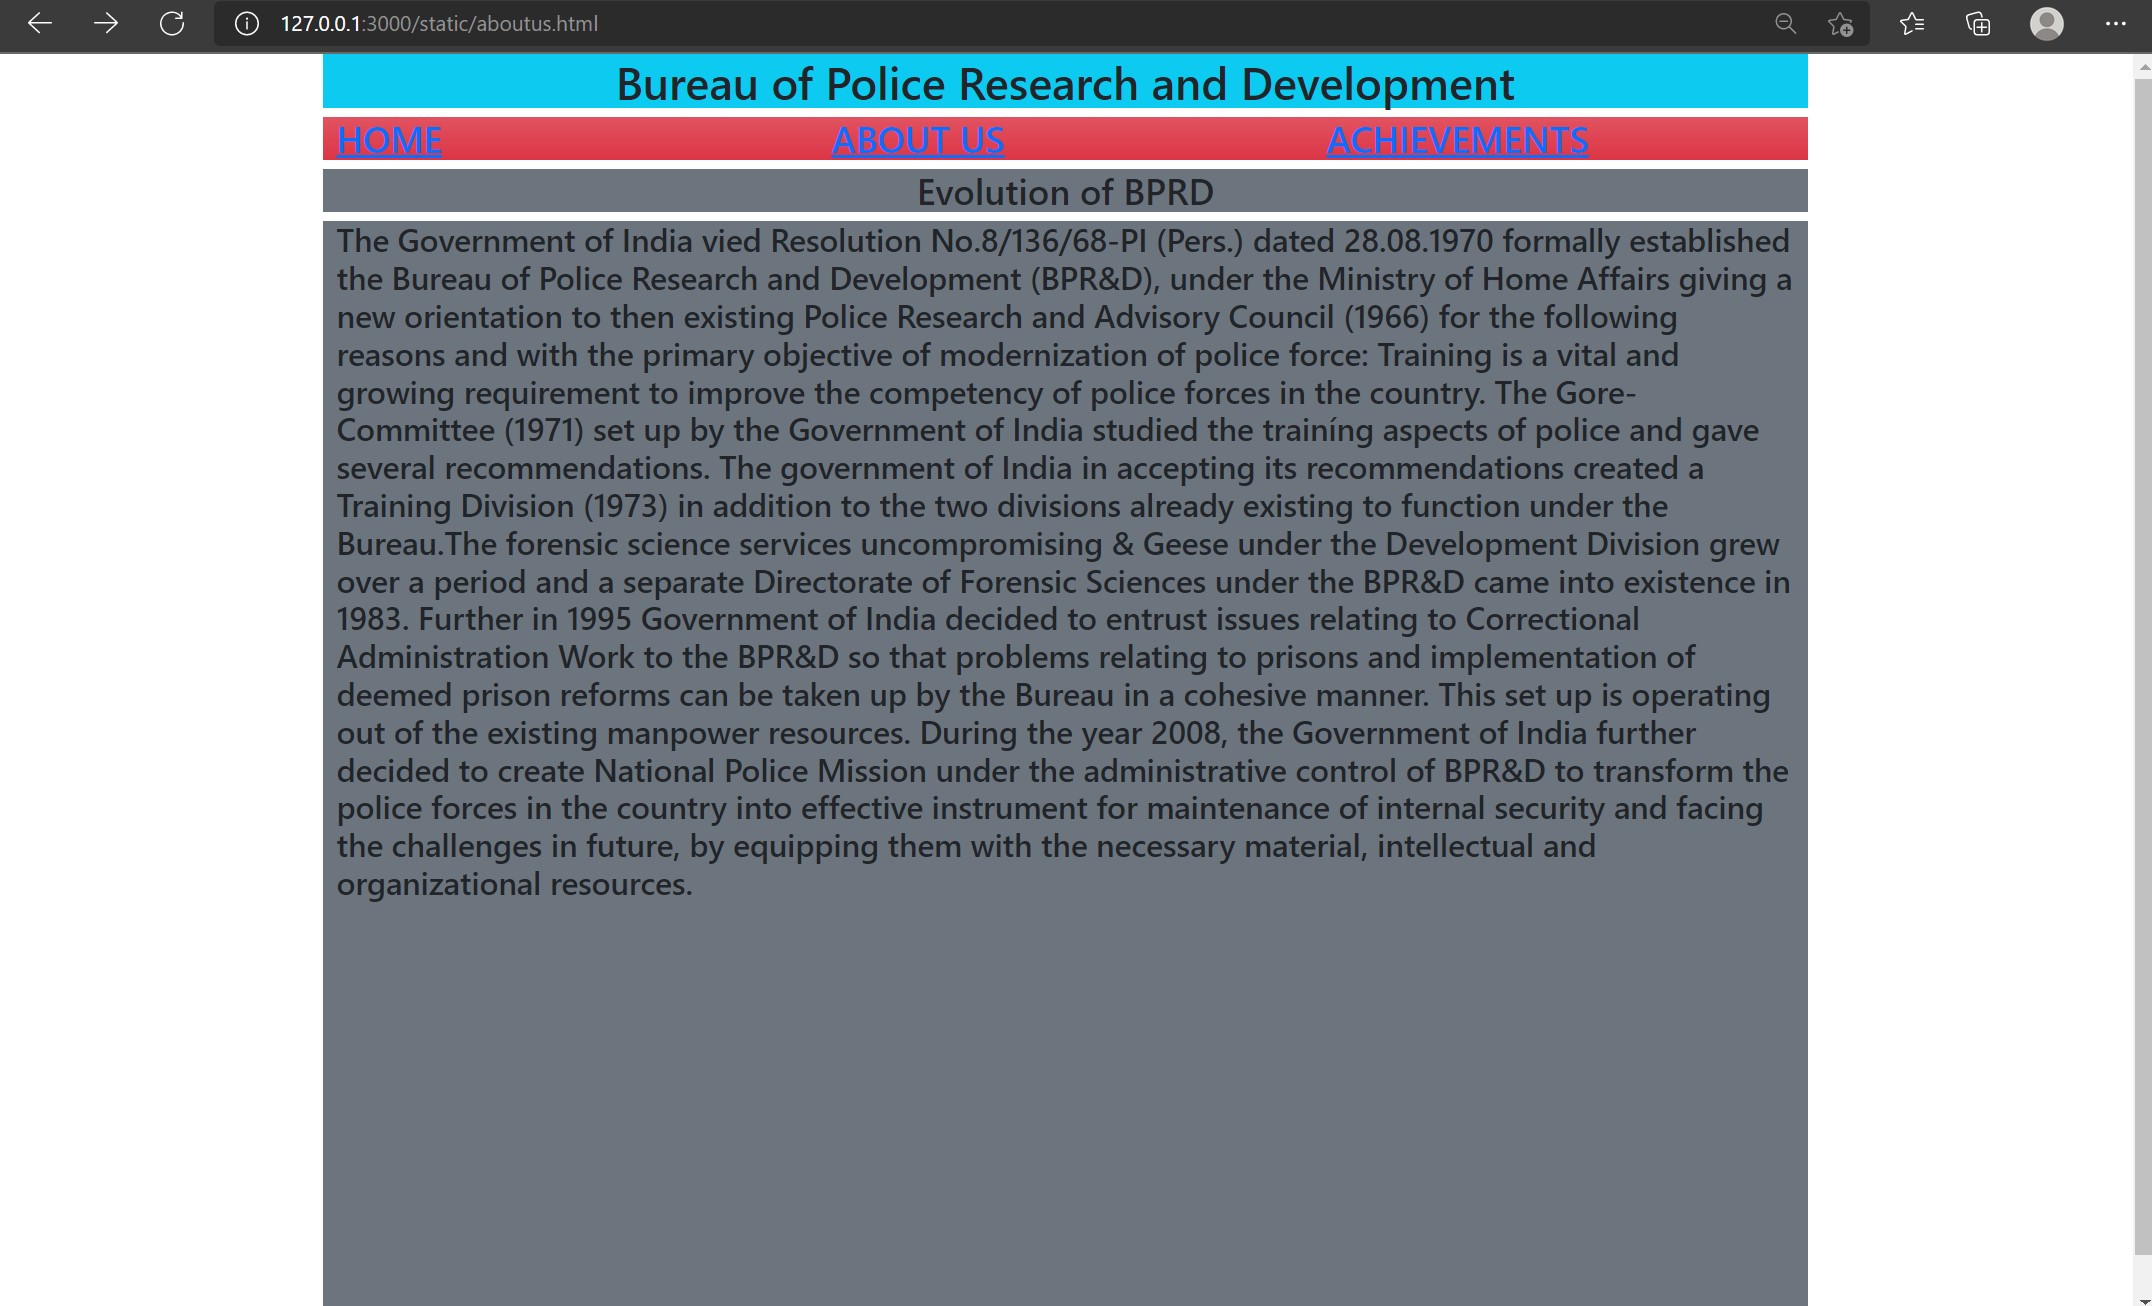 127.0.0.1:3000/static/aboutus.html
Bureau of Police Research and Development
HOME ABOUT US ACHIEVEMENTS
Evolution of BPRD
The Government of India vied Resolution No.8/136/68-PI (Pers.) dated 28.08.1970 formally established
the Bureau of Police Research and Development (BPR&D), under the Ministry of Home Affairs giving a
new orientation to then existing Police Research and Advisory Council (1966) for the following
reasons and with the primary objective of modernization of police force: Training is a vital and
growing requirement to improve the competency of police forces in the country. The Gore-
Committee (1971) set up by the Government of India studied the trainíng aspects of police and gave
several recommendations. The government of India in accepting its recommendations created a
Training Division (1973) in addition to the two divisions already existing to function under the
Bureau.The forensic science services uncompromising & Geese under the Development Division grew
over a period and a separate Directorate of Forensic Sciences under the BPR&D came into existence in
1983. Further in 1995 Government of India decided to entrust issues relating to Correctional
Administration Work to the BPR&D so that problems relating to prisons and implementation of
deemed prison reforms can be taken up by the Bureau in a cohesive manner. This set up is operating
out of the existing manpower resources. During the year 2008, the Government of India further
decided to create National Police Mission under the administrative control of BPR&D to transform the
police forces in the country into effective instrument for maintenance of internal security and facing
the challenges in future, by equipping them with the necessary material, intellectual and
organizational resources.